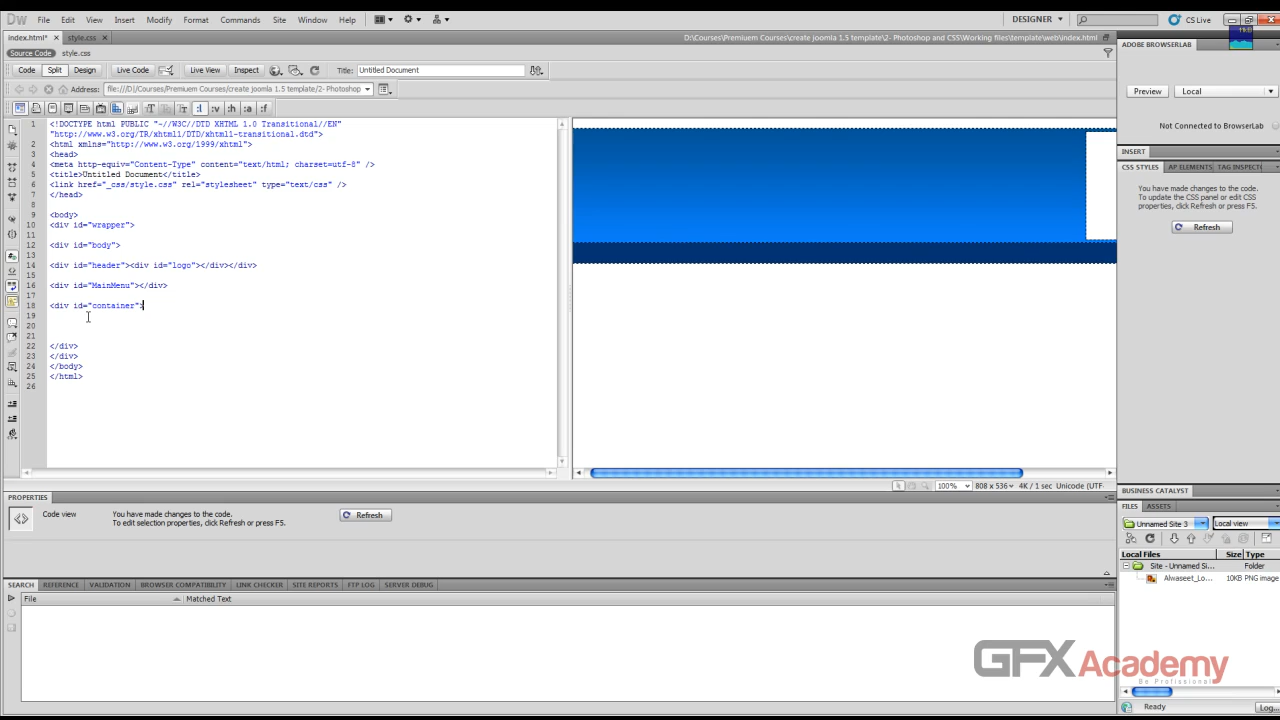 Dw File Edit View Insert Modify Format Commands Site Window Help DESIGNER CS Live
index.html* style.css D:\Courses\Premiuem Courses\create joomla 1.5 template\2- Photoshop and CSS\Working files\template\web\index.html
Source Code style.css
ADOBE BROWSERLAB
Code Split Design Live Code Live View Inspect Title: Untitled Document
Address: file:///D|/Courses/Premiuem Courses/create joomla 1.5 template/2- Photoshop
Preview Local
Not Connected to BrowserLab
INSERT
CSS STYLES AP ELEMENTS TAG INSPECT
You have made changes to the code.
To update the CSS panel or edit CSS
properties, click Refresh or press F5.
Refresh
1 <!DOCTYPE html PUBLIC "-//W3C//DTD XHTML 1.0 Transitional//EN"
"http://www.w3.org/TR/xhtml1/DTD/xhtml1-transitional.dtd">
2 <html xmlns="http://www.w3.org/1999/xhtml">
3 <head>
4 <meta http-equiv="Content-Type" content="text/html; charset=utf-8" />
5 <title>Untitled Document</title>
6 <link href="_css/style.css" rel="stylesheet" type="text/css" />
7 </head>
8
9 <body>
10 <div id="wrapper">
11
12 <div id="body">
13
14 <div id="header"><div id="logo"></div></div>
15
16 <div id="MainMenu"></div>
17
18 <div id="container">
19
20
21
22 </div>
23 </div>
24 </body>
25 </html>
26
100% 808 x 536 4K / 1 sec Unicode (UTF-
PROPERTIES
Code view You have made changes to the code.
To edit selection properties, click Refresh or press F5.
Refresh
BUSINESS CATALYST
FILES ASSETS
Unnamed Site 3 Local view
Local Files Size Type
Site - Unnamed Si... Folder
Alwaseet_Lo... 10KB PNG image
SEARCH REFERENCE VALIDATION BROWSER COMPATIBILITY LINK CHECKER SITE REPORTS FTP LOG SERVER DEBUG
File Matched Text
GFXAcademy
Be Profissional
Ready Log...